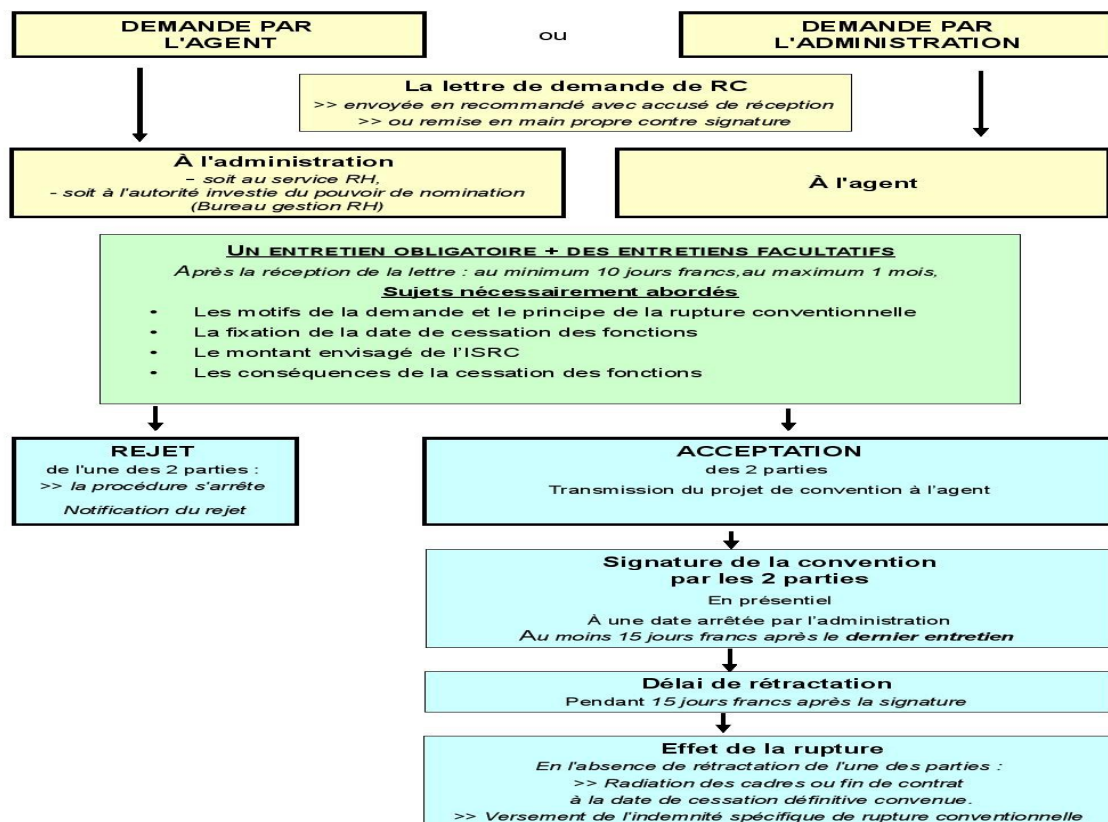 DEMANDE PAR
L'AGENT
ou
DEMANDE PAR
L'ADMINISTRATION
La lettre de demande de RC
>> envoyée en recommandé avec accusé de réception
>> ou remise en main propre contre signature
À l'administration
- soit au service RH,
- soit à l'autorité investie du pouvoir de nomination
(Bureau gestion RH)
À l'agent
UN ENTRETIEN OBLIGATOIRE + DES ENTRETIENS FACULTATIFS
Après la réception de la lettre : au minimum 10 jours francs,au maximum 1 mois,
Sujets nécessairement abordés
• Les motifs de la demande et le principe de la rupture conventionnelle
• La fixation de la date de cessation des fonctions
• Le montant envisagé de l'ISRC
• Les conséquences de la cessation des fonctions
REJET
de l'une des 2 parties :
>> la procédure s'arrête
Notification du rejet
ACCEPTATION
des 2 parties
Transmission du projet de convention à l'agent
Signature de la convention
par les 2 parties
En présentiel
À une date arrêtée par l'administration
Au moins 15 jours francs après le dernier entretien
Délai de rétractation
Pendant 15 jours francs après la signature
Effet de la rupture
En l'absence de rétractation de l'une des parties :
>> Radiation des cadres ou fin de contrat
à la date de cessation définitive convenue.
>> Versement de l'indemnité spécifique de rupture conventionnelle